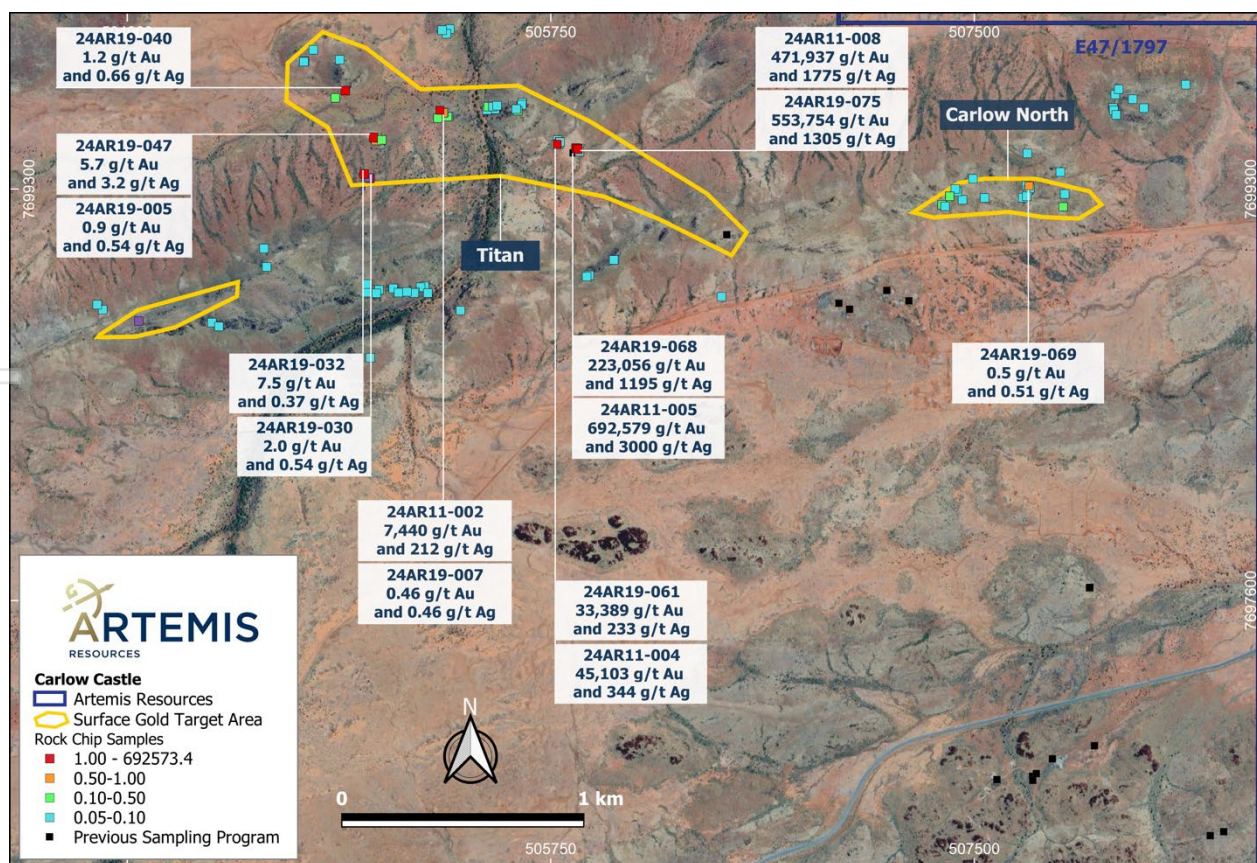 505750
507500
E47/1797
24AR19-040
1.2 g/t Au
and 0.66 g/t Ag
24AR11-008
471,937 g/t Au
and 1775 g/t Ag
24AR19-075
553,754 g/t Au
and 1305 g/t Ag
Carlow North
24AR19-047
5.7 g/t Au
and 3.2 g/t Ag
24AR19-005
0.9 g/t Au
and 0.54 g/t Ag
7699300
7699300
Titan
24AR19-032
7.5 g/t Au
and 0.37 g/t Ag
24AR19-030
2.0 g/t Au
and 0.54 g/t Ag
24AR19-068
223,056 g/t Au
and 1195 g/t Ag
24AR11-005
692,579 g/t Au
and 3000 g/t Ag
24AR19-069
0.5 g/t Au
and 0.51 g/t Ag
24AR11-002
7,440 g/t Au
and 212 g/t Ag
24AR19-007
0.46 g/t Au
and 0.46 g/t Ag
24AR19-061
33,389 g/t Au
and 233 g/t Ag
24AR11-004
45,103 g/t Au
and 344 g/t Ag
7697600
ARTEMIS
RESOURCES
Carlow Castle
Artemis Resources
Surface Gold Target Area
Rock Chip Samples
1.00 - 692573.4
0.50-1.00
0.10-0.50
0.05-0.10
Previous Sampling Program
N
0
1 km
505750
507500